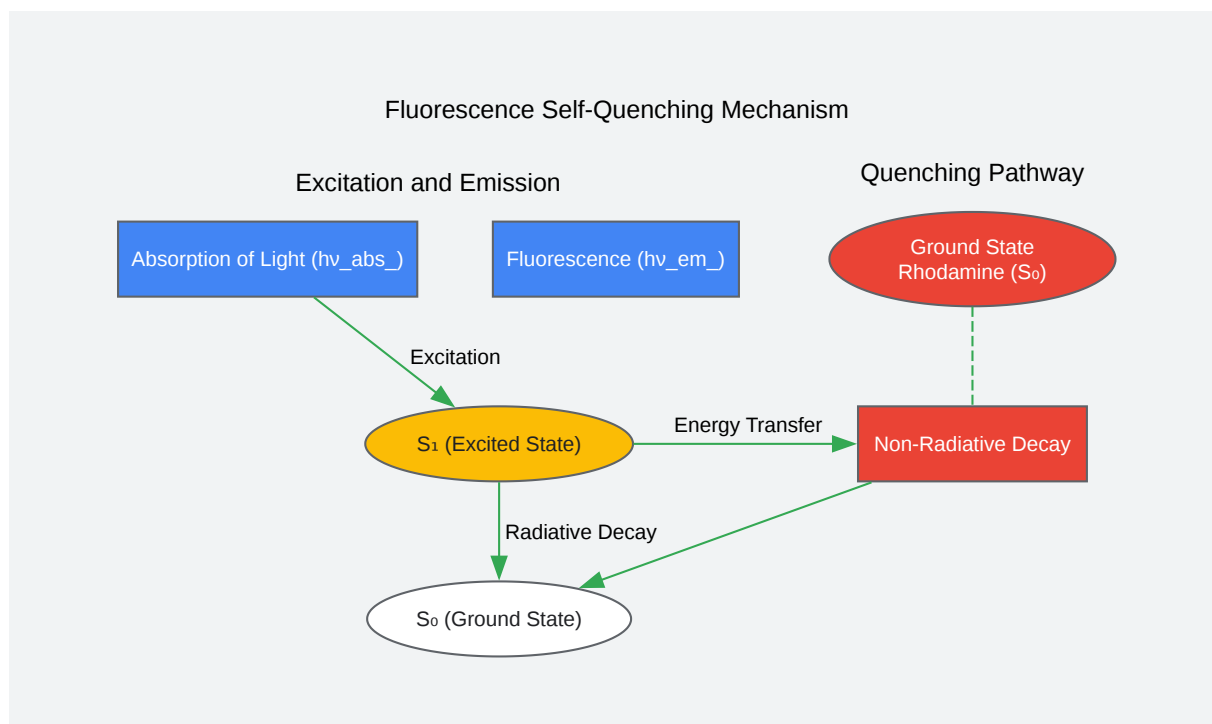 Fluorescence Self-Quenching Mechanism
Excitation and Emission
Quenching Pathway
Absorption of Light (hν_abs_)
Fluorescence (hν_em_)
Ground State
Rhodamine (S₀)
Excitation
S₁ (Excited State)
Energy Transfer
Non-Radiative Decay
Radiative Decay
S₀ (Ground State)